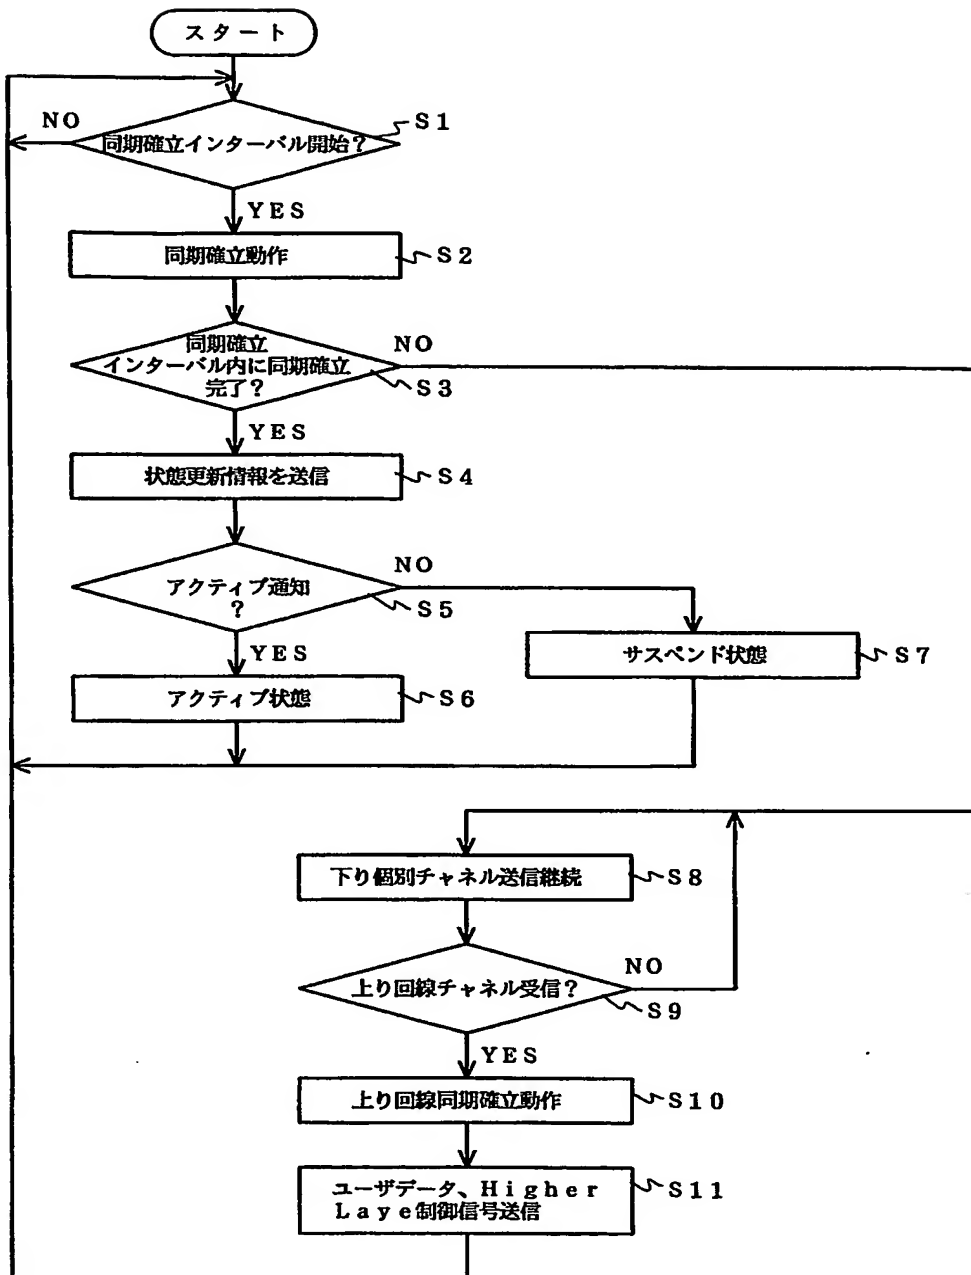 スタート
NO
同期確立インターバル開始?
S1
YES
同期確立動作
S2
同期確立
インターバル内に同期確立
完了?
NO
S3
YES
状態更新情報を送信
S4
アクティブ通知
?
NO
S5
YES
サスペンド状態
S7
アクティブ状態
S6
下り個別チャネル送信継続
S8
上り回線チャネル受信?
NO
S9
YES
上り回線同期確立動作
S10
ユーザデータ、Higher
Laye制御信号送信
S11